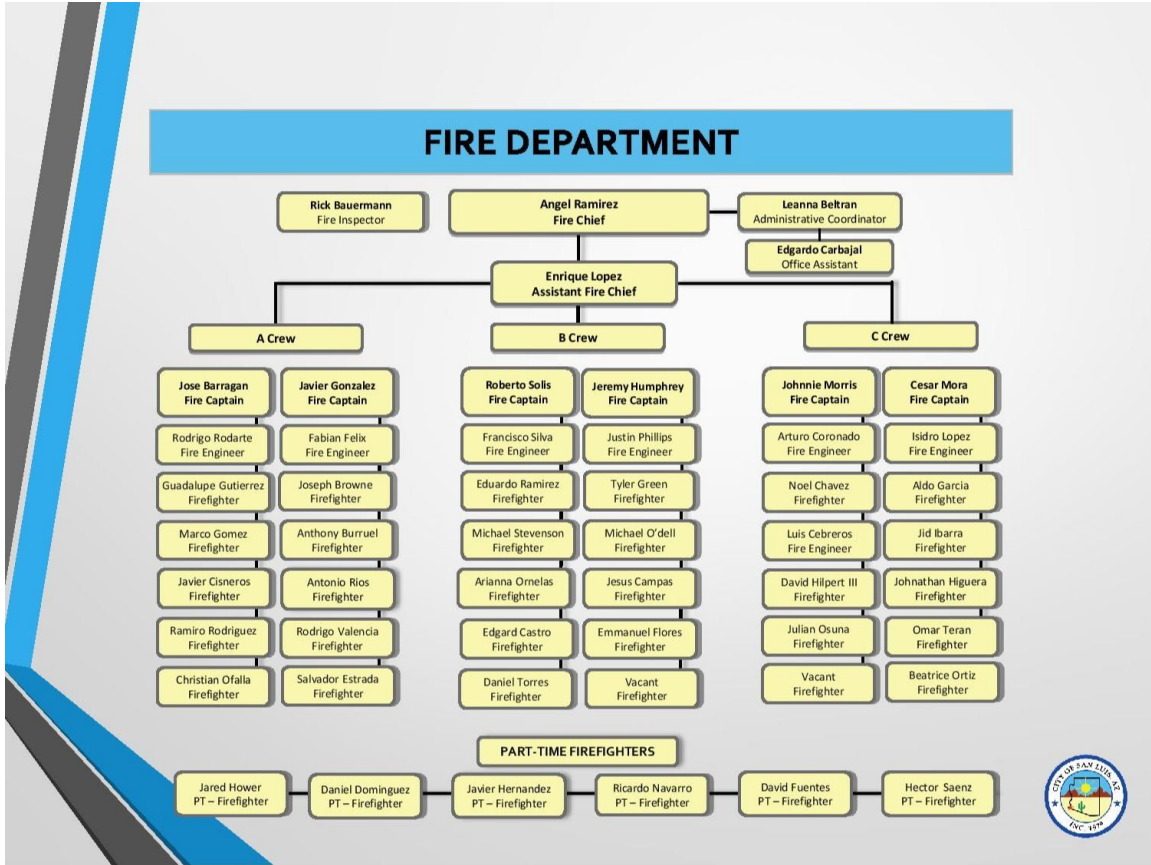 FIRE DEPARTMENT
Rick Bauermann
Fire Inspector
Angel Ramirez
Fire Chief
Leanna Beltran
Administrative Coordinator
Edgardo Carbajal
Office Assistant
Enrique Lopez
Assistant Fire Chief
A Crew
B Crew
C Crew
Jose Barragan
Fire Captain
Rodrigo Rodarte
Fire Engineer
Guadalupe Gutierrez
Firefighter
Marco Gomez
Firefighter
Javier Cisneros
Firefighter
Ramiro Rodriguez
Firefighter
Christian Ofalla
Firefighter
Javier Gonzalez
Fire Captain
Fabian Felix
Fire Engineer
Joseph Browne
Firefighter
Anthony Burruel
Firefighter
Antonio Rios
Firefighter
Rodrigo Valencia
Firefighter
Salvador Estrada
Firefighter
Roberto Solis
Fire Captain
Francisco Silva
Fire Engineer
Eduardo Ramirez
Firefighter
Michael Stevenson
Firefighter
Arianna Ornelas
Firefighter
Edgard Castro
Firefighter
Daniel Torres
Firefighter
Jeremy Humphrey
Fire Captain
Justin Phillips
Fire Engineer
Tyler Green
Firefighter
Michael O’dell
Firefighter
Jesus Campas
Firefighter
Emmanuel Flores
Firefighter
Vacant
Firefighter
Johnnie Morris
Fire Captain
Arturo Coronado
Fire Engineer
Noel Chavez
Firefighter
Luis Cebreros
Fire Engineer
David Hilpert III
Firefighter
Julian Osuna
Firefighter
Vacant
Firefighter
Cesar Mora
Fire Captain
Isidro Lopez
Fire Engineer
Aldo Garcia
Firefighter
Jid Ibarra
Firefighter
Johnathan Higuera
Firefighter
Omar Teran
Firefighter
Beatrice Ortiz
Firefighter
PART-TIME FIREFIGHTERS
Jared Hower
PT – Firefighter
Daniel Dominguez
PT – Firefighter
Javier Hernandez
PT – Firefighter
Ricardo Navarro
PT – Firefighter
David Fuentes
PT – Firefighter
Hector Saenz
PT – Firefighter
CITY OF SAN LUIS, AZ
INC. 1979